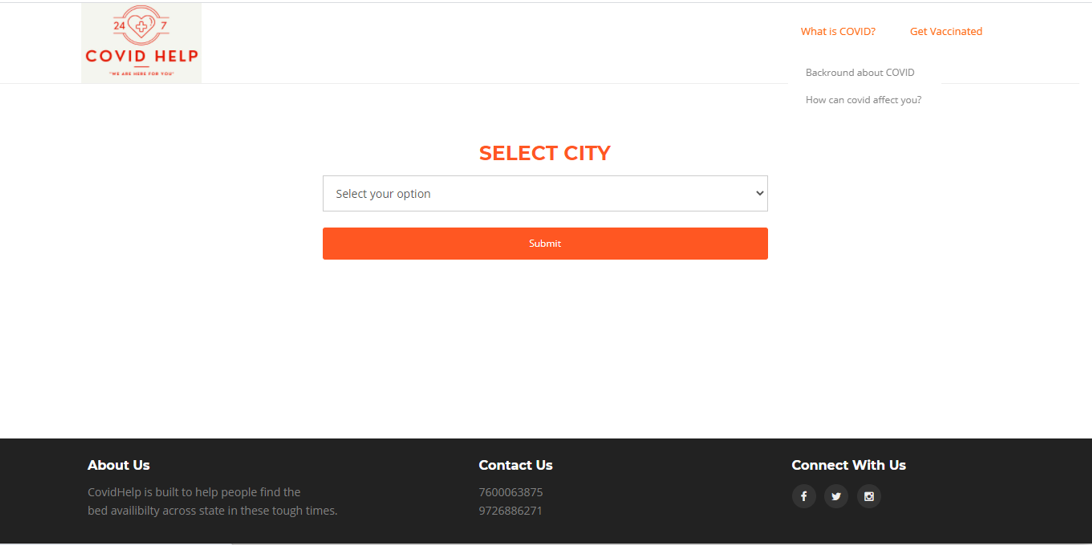 24 7
COVID HELP
"WE ARE HERE FOR YOU"
What is COVID? Get Vaccinated
Backround about COVID
How can covid affect you?
SELECT CITY
Select your option
Submit
About Us
CovidHelp is built to help people find the
bed availibilty across state in these tough times.
Contact Us
7600063875
9726886271
Connect With Us